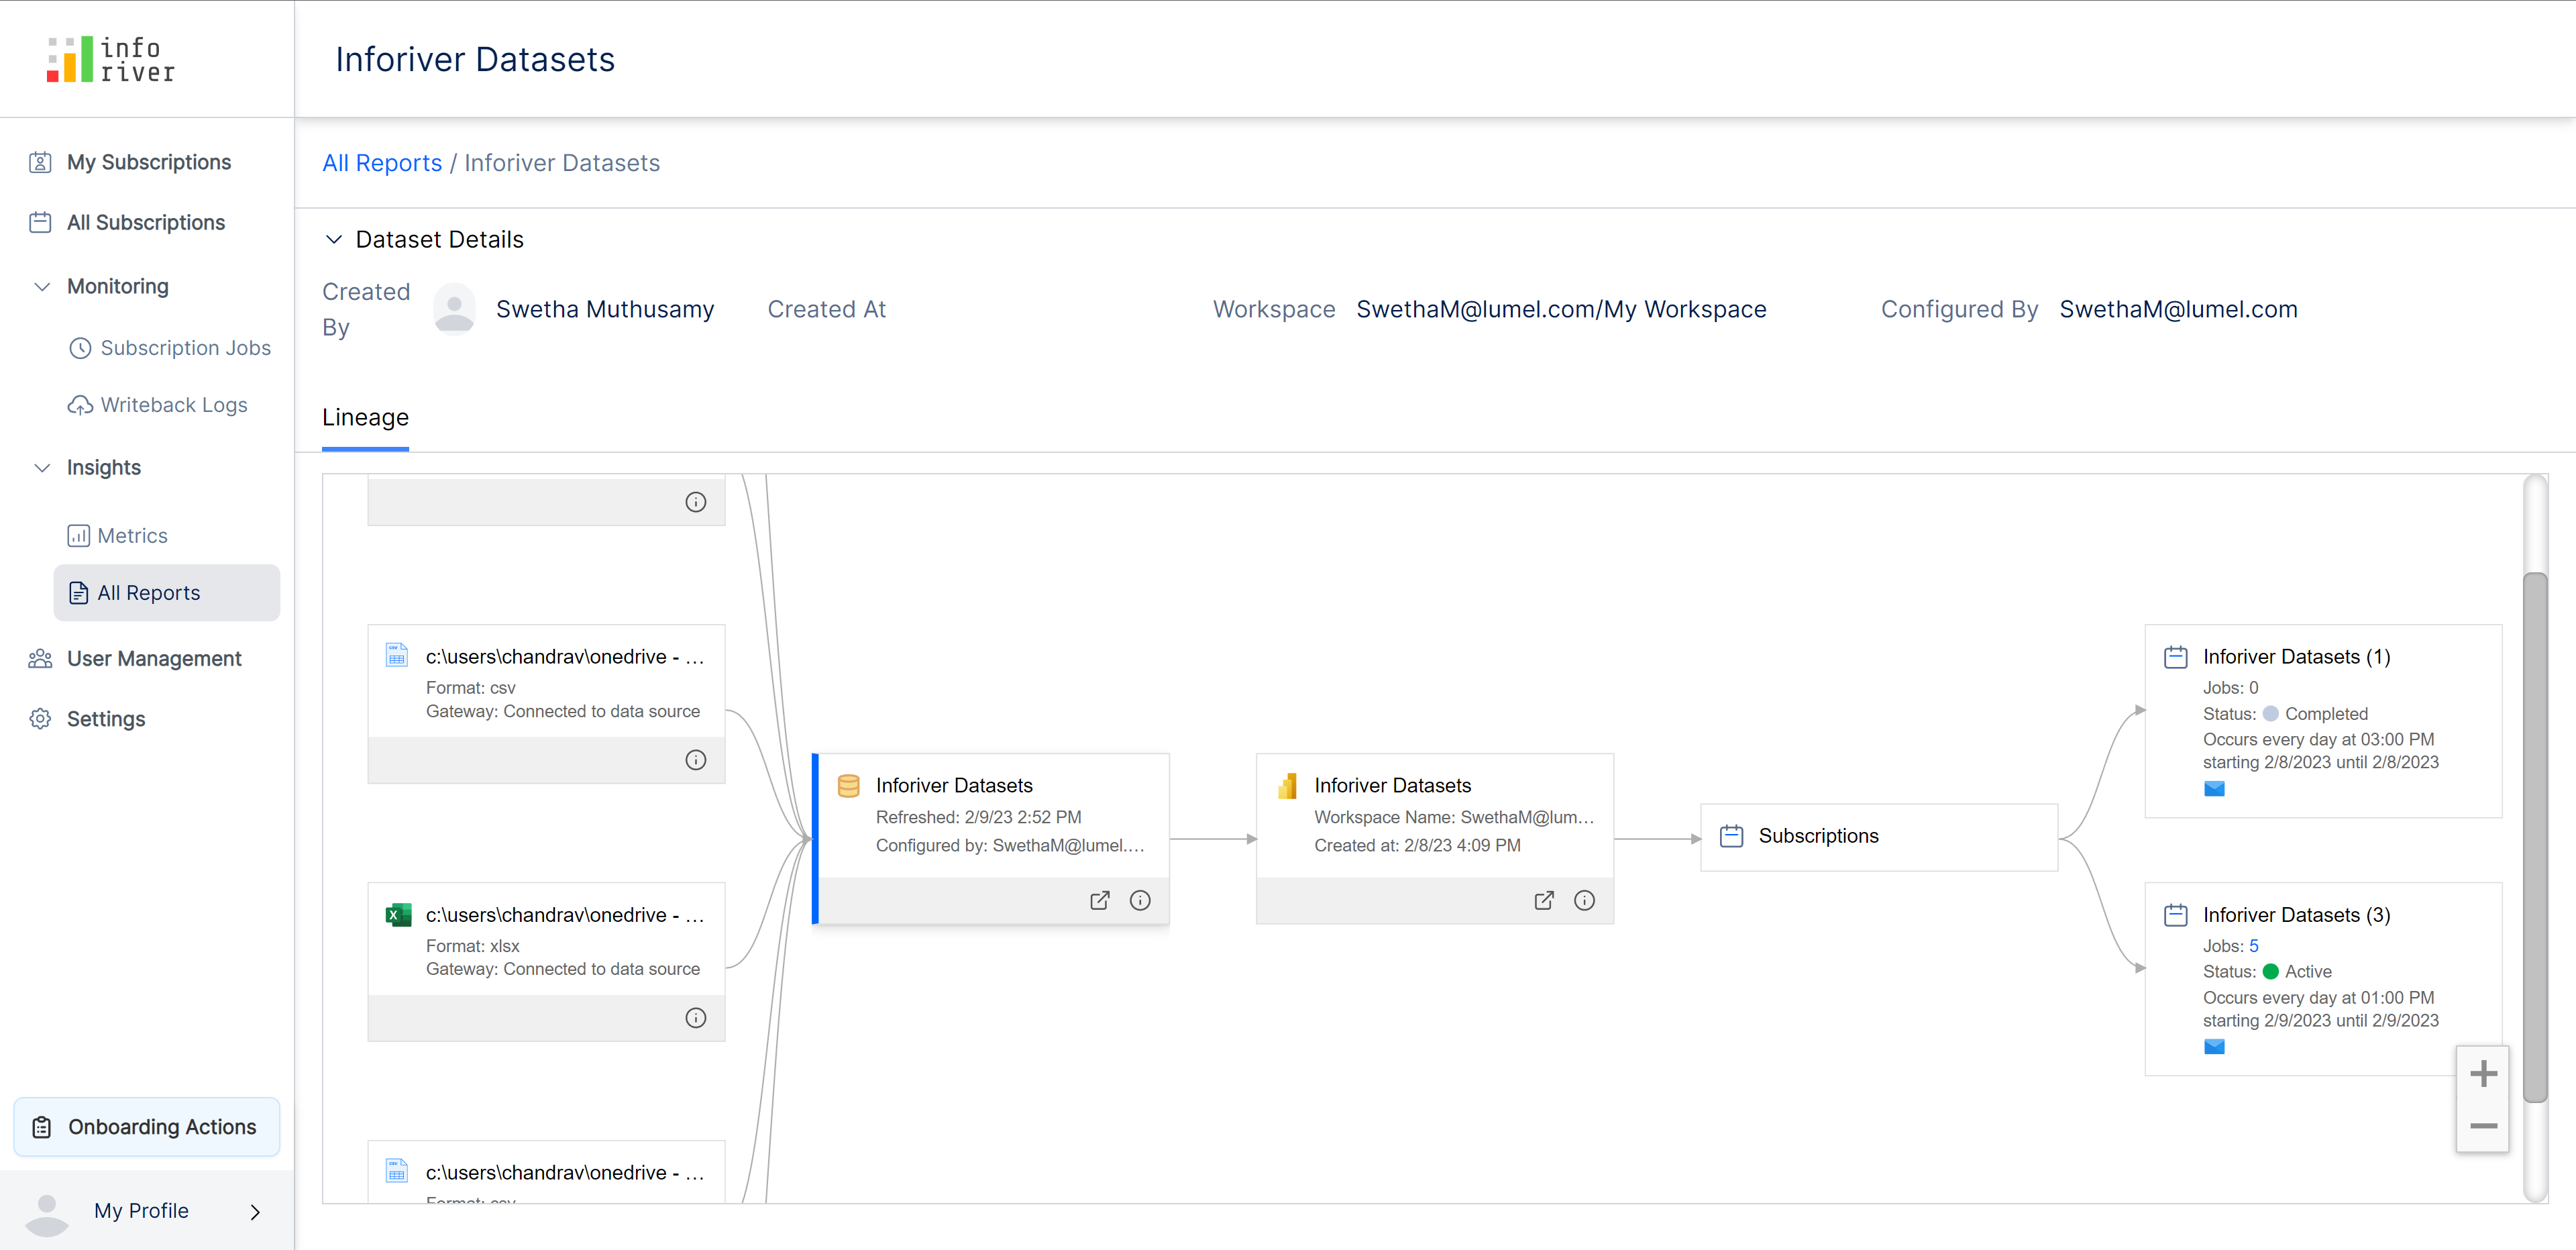 info
river
Inforiver Datasets
My Subscriptions
All Subscriptions
Monitoring
Subscription Jobs
Writeback Logs
Insights
Metrics
All Reports
User Management
Settings
Onboarding Actions
My Profile
All Reports / Inforiver Datasets
Dataset Details
Created By
Swetha Muthusamy
Created At
Workspace
SwethaM@lumel.com/My Workspace
Configured By
SwethaM@lumel.com
Lineage
c:\users\chandrav\onedrive - ...
Format: csv
Gateway: Connected to data source
c:\users\chandrav\onedrive - ...
Format: xlsx
Gateway: Connected to data source
c:\users\chandrav\onedrive - ...
Format: csv
Inforiver Datasets
Refreshed: 2/9/23 2:52 PM
Configured by: SwethaM@lumel....
Inforiver Datasets
Workspace Name: SwethaM@lum...
Created at: 2/8/23 4:09 PM
Subscriptions
Inforiver Datasets (1)
Jobs: 0
Status: Completed
Occurs every day at 03:00 PM
starting 2/8/2023 until 2/8/2023
Inforiver Datasets (3)
Jobs: 5
Status: Active
Occurs every day at 01:00 PM
starting 2/9/2023 until 2/9/2023